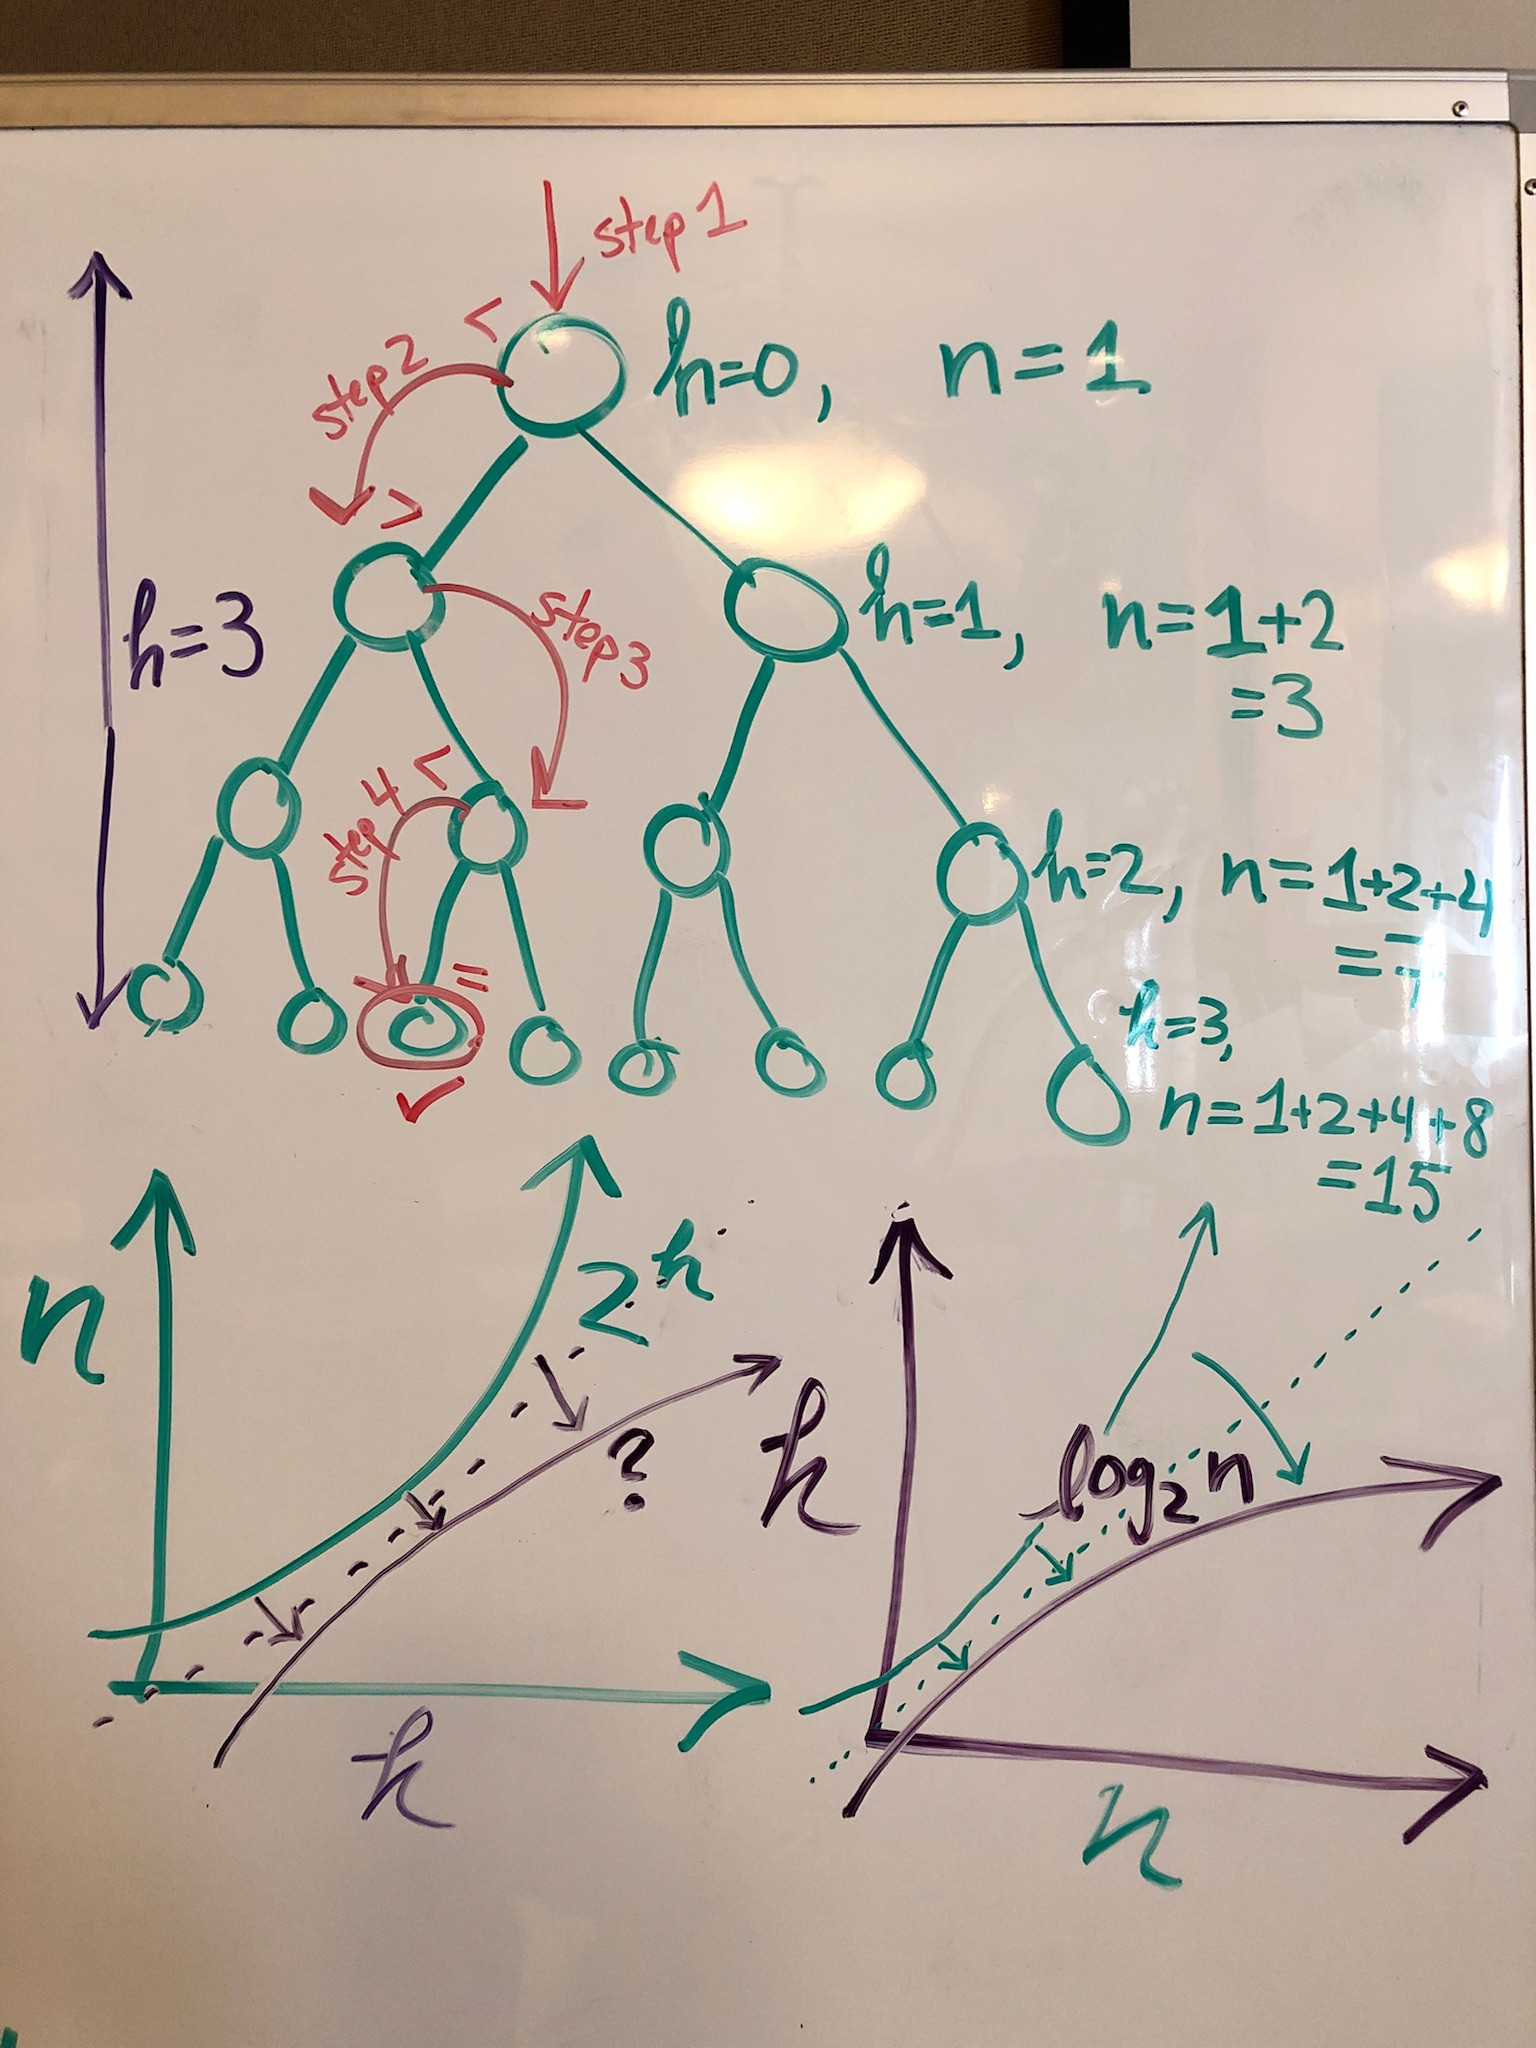 step 1
<
h=0, n=1
step 2
>
h=3
step 3
h=1, n=1+2
=3
<
step 4
h=2, n=1+2+4
=7
=
h=3,
✓
n=1+2+4+8
=15
n
2^h
?
h
h
log₂n
n